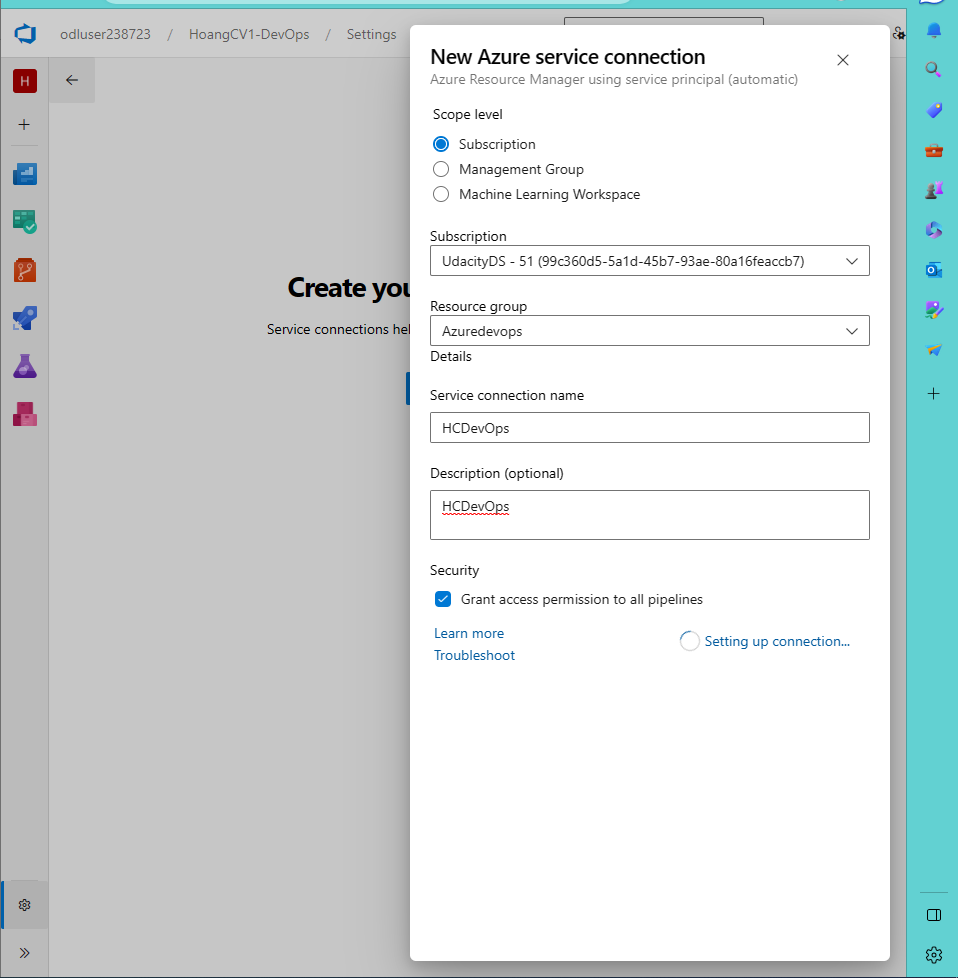 odluser238723 / HoangCV1-DevOps / Settings
H
Create you
Service connections hel
New Azure service connection
Azure Resource Manager using service principal (automatic)
Scope level
Subscription
Management Group
Machine Learning Workspace
Subscription
UdacityDS - 51 (99c360d5-5a1d-45b7-93ae-80a16feaccb7)
Resource group
Azuredevops
Details
Service connection name
HCDevOps
Description (optional)
HCDevOps
Security
Grant access permission to all pipelines
Learn more
Setting up connection...
Troubleshoot